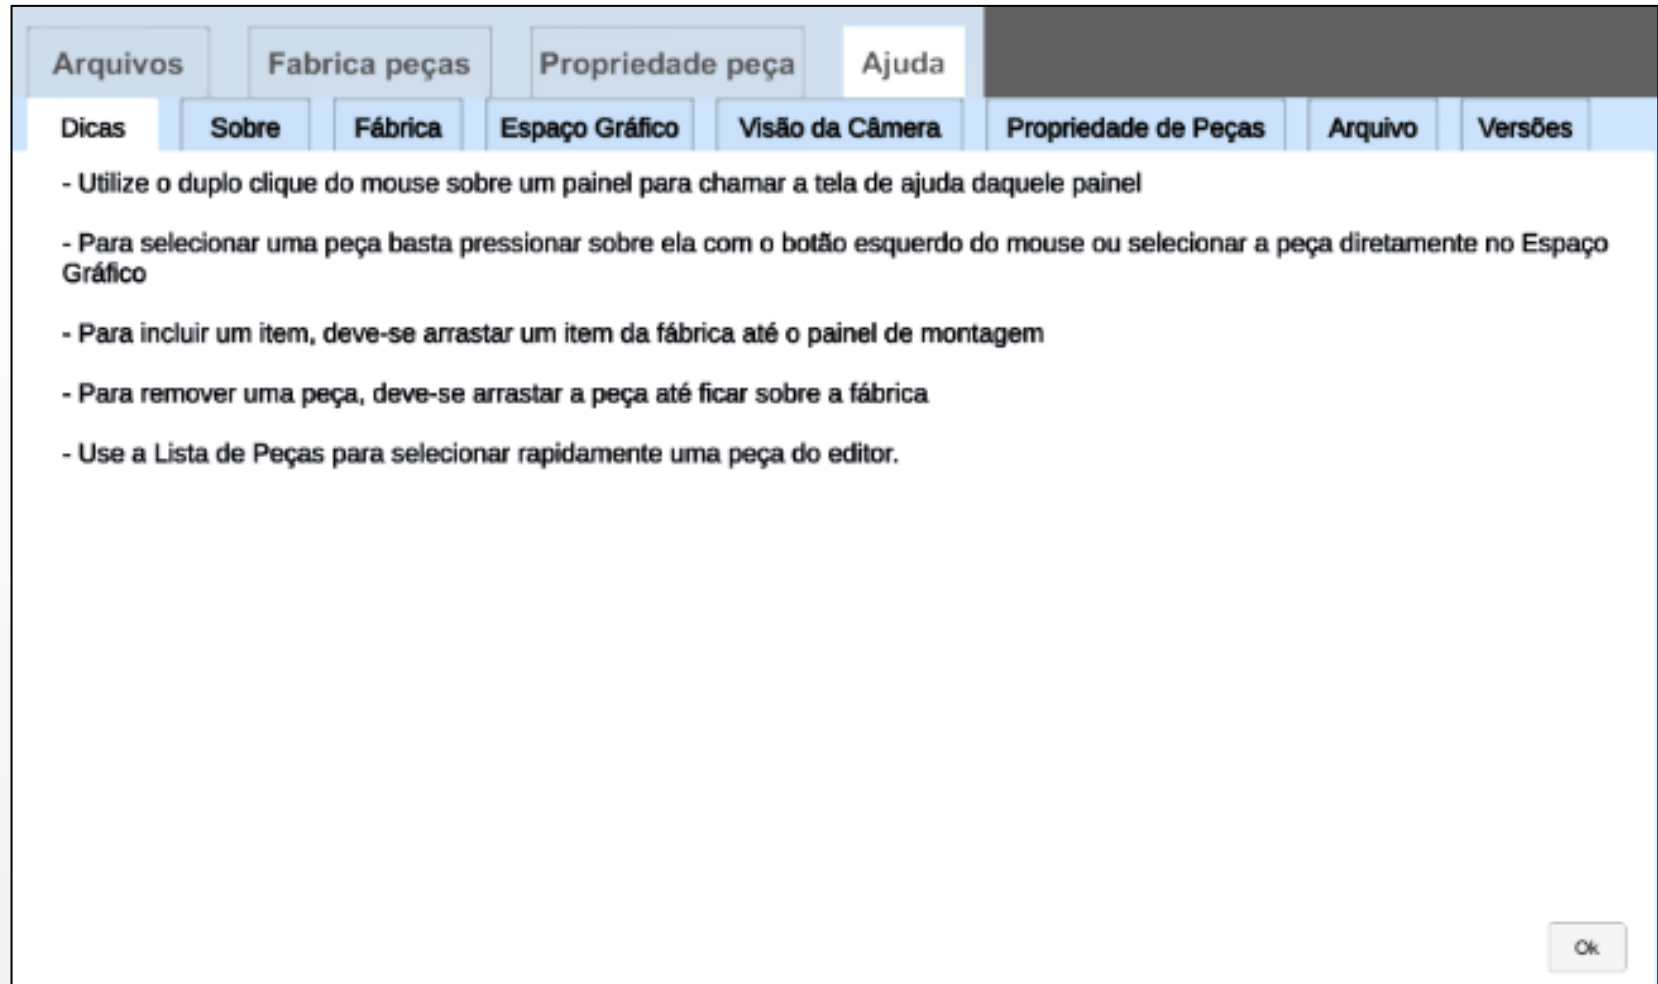 Arquivos Fabrica peças Propriedade peça Ajuda
Dicas Sobre Fábrica Espaço Gráfico Visão da Câmera Propriedade de Peças Arquivo Versões
- Utilize o duplo clique do mouse sobre um painel para chamar a tela de ajuda daquele painel
- Para selecionar uma peça basta pressionar sobre ela com o botão esquerdo do mouse ou selecionar a peça diretamente no Espaço
Gráfico
- Para incluir um item, deve-se arrastar um item da fábrica até o painel de montagem
- Para remover uma peça, deve-se arrastar a peça até ficar sobre a fábrica
- Use a Lista de Peças para selecionar rapidamente uma peça do editor.
Ok